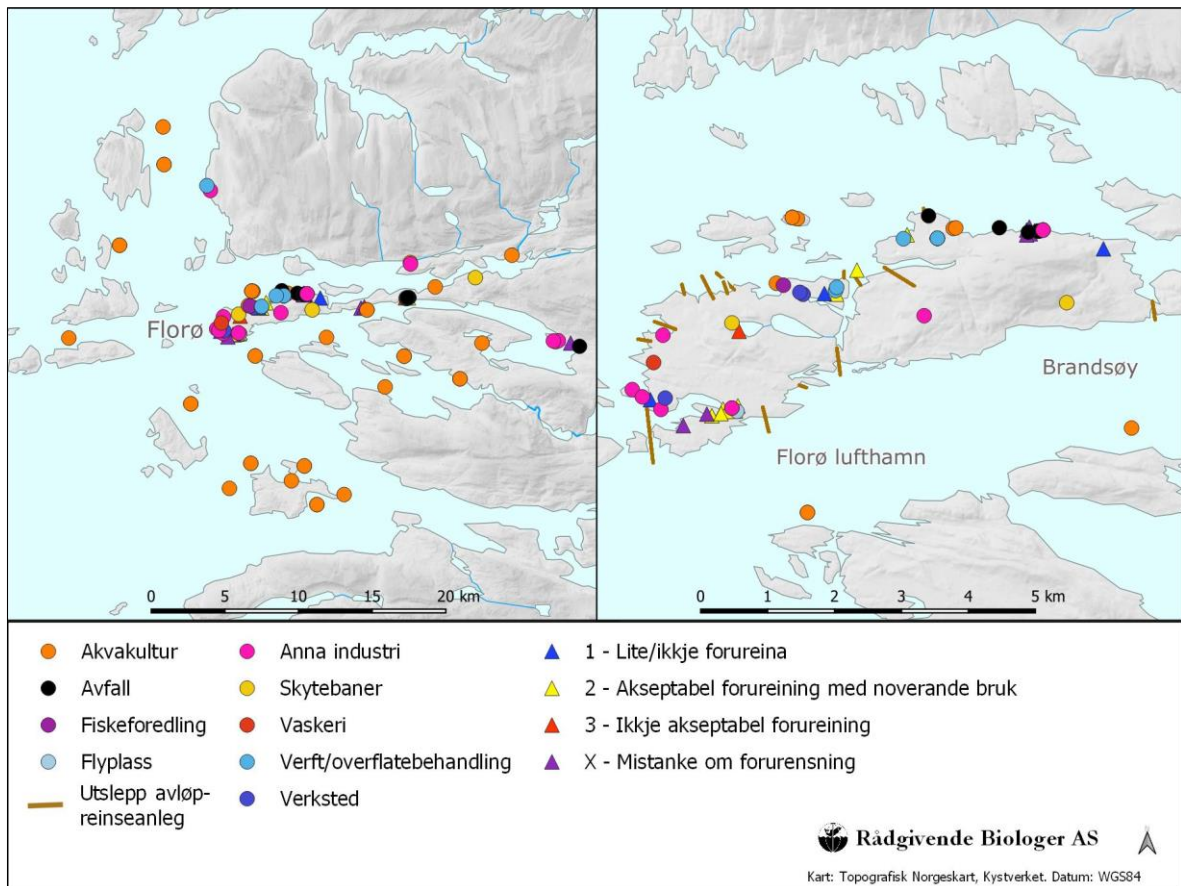 Florø
0 5 10 15 20 km
Brandsøy
Florø lufthamn
0 1 2 3 4 5 km
Akvakultur
Avfall
Fiskeforedling
Flyplass
Utslepp avløp-
reinseanleg
Anna industri
Skytebaner
Vaskeri
Verft/overflatebehandling
Verksted
1 - Lite/ikkje forureina
2 - Akseptabel forureining med noverande bruk
3 - Ikkje akseptabel forureining
X - Mistanke om forurensning
Rådgivende Biologer AS
Kart: Topografisk Norgeskart, Kystverket. Datum: WGS84